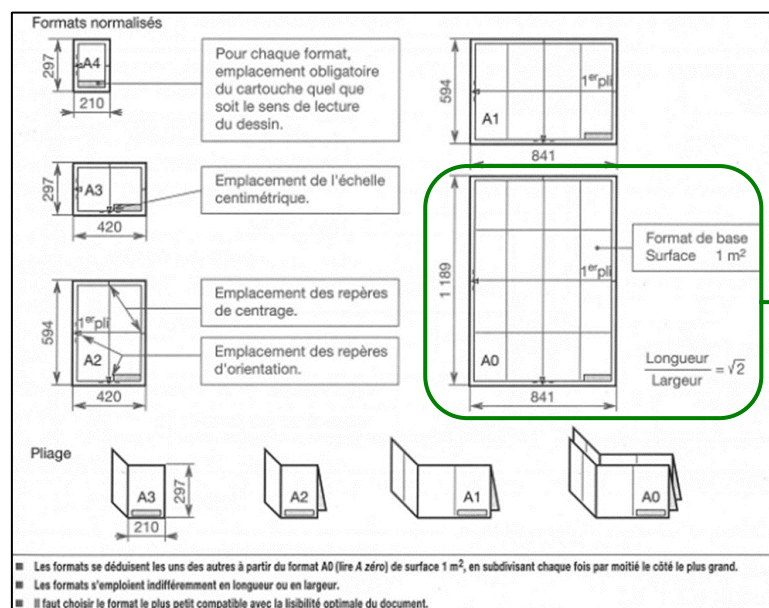 Formats normalisés
A4
297
210
Pour chaque format,
emplacement obligatoire
du cartouche quel que
soit le sens de lecture
du dessin.
A3
297
420
Emplacement de l'échelle
centimétrique.
1er pli
A2
594
420
Emplacement des repères
de centrage.
Emplacement des repères
d'orientation.
1er pli
A1
594
841
1er pli
A0
1 189
841
Format de base
Surface 1 m²
Longueur
Largeur
= √2
Pliage
A3
297
210
A2
A1
A0
■ Les formats se déduisent les uns des autres à partir du format A0 (lire A zéro) de surface 1 m², en subdivisant chaque fois par moitié le côté le plus grand.
■ Les formats s'emploient indifféremment en longueur ou en largeur.
■ Il faut choisir le format le plus petit compatible avec la lisibilité optimale du document.